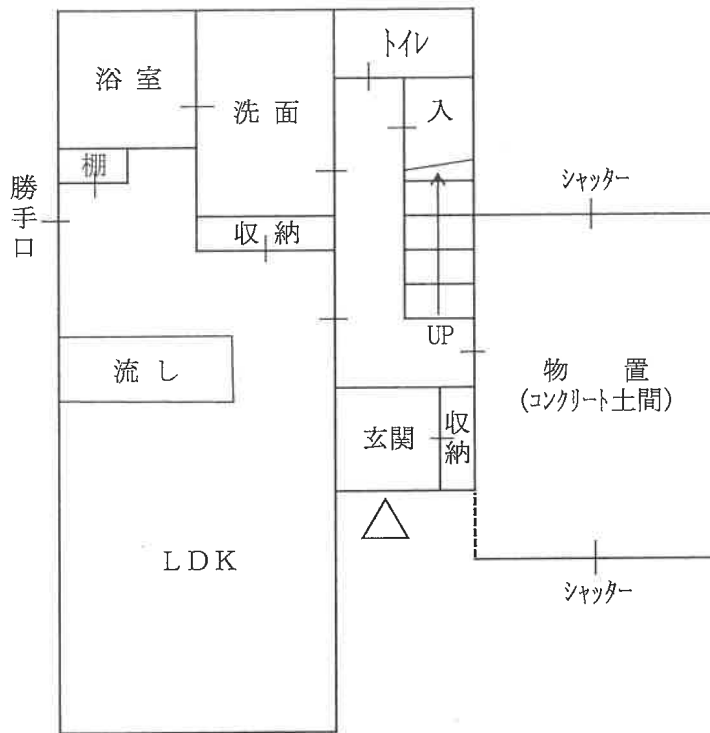 トイレ
浴室
洗面
入
棚
シャッター
勝手口
収納
UP
流し
物置
(コンクリート土間)
玄関
収納
LDK
シャッター